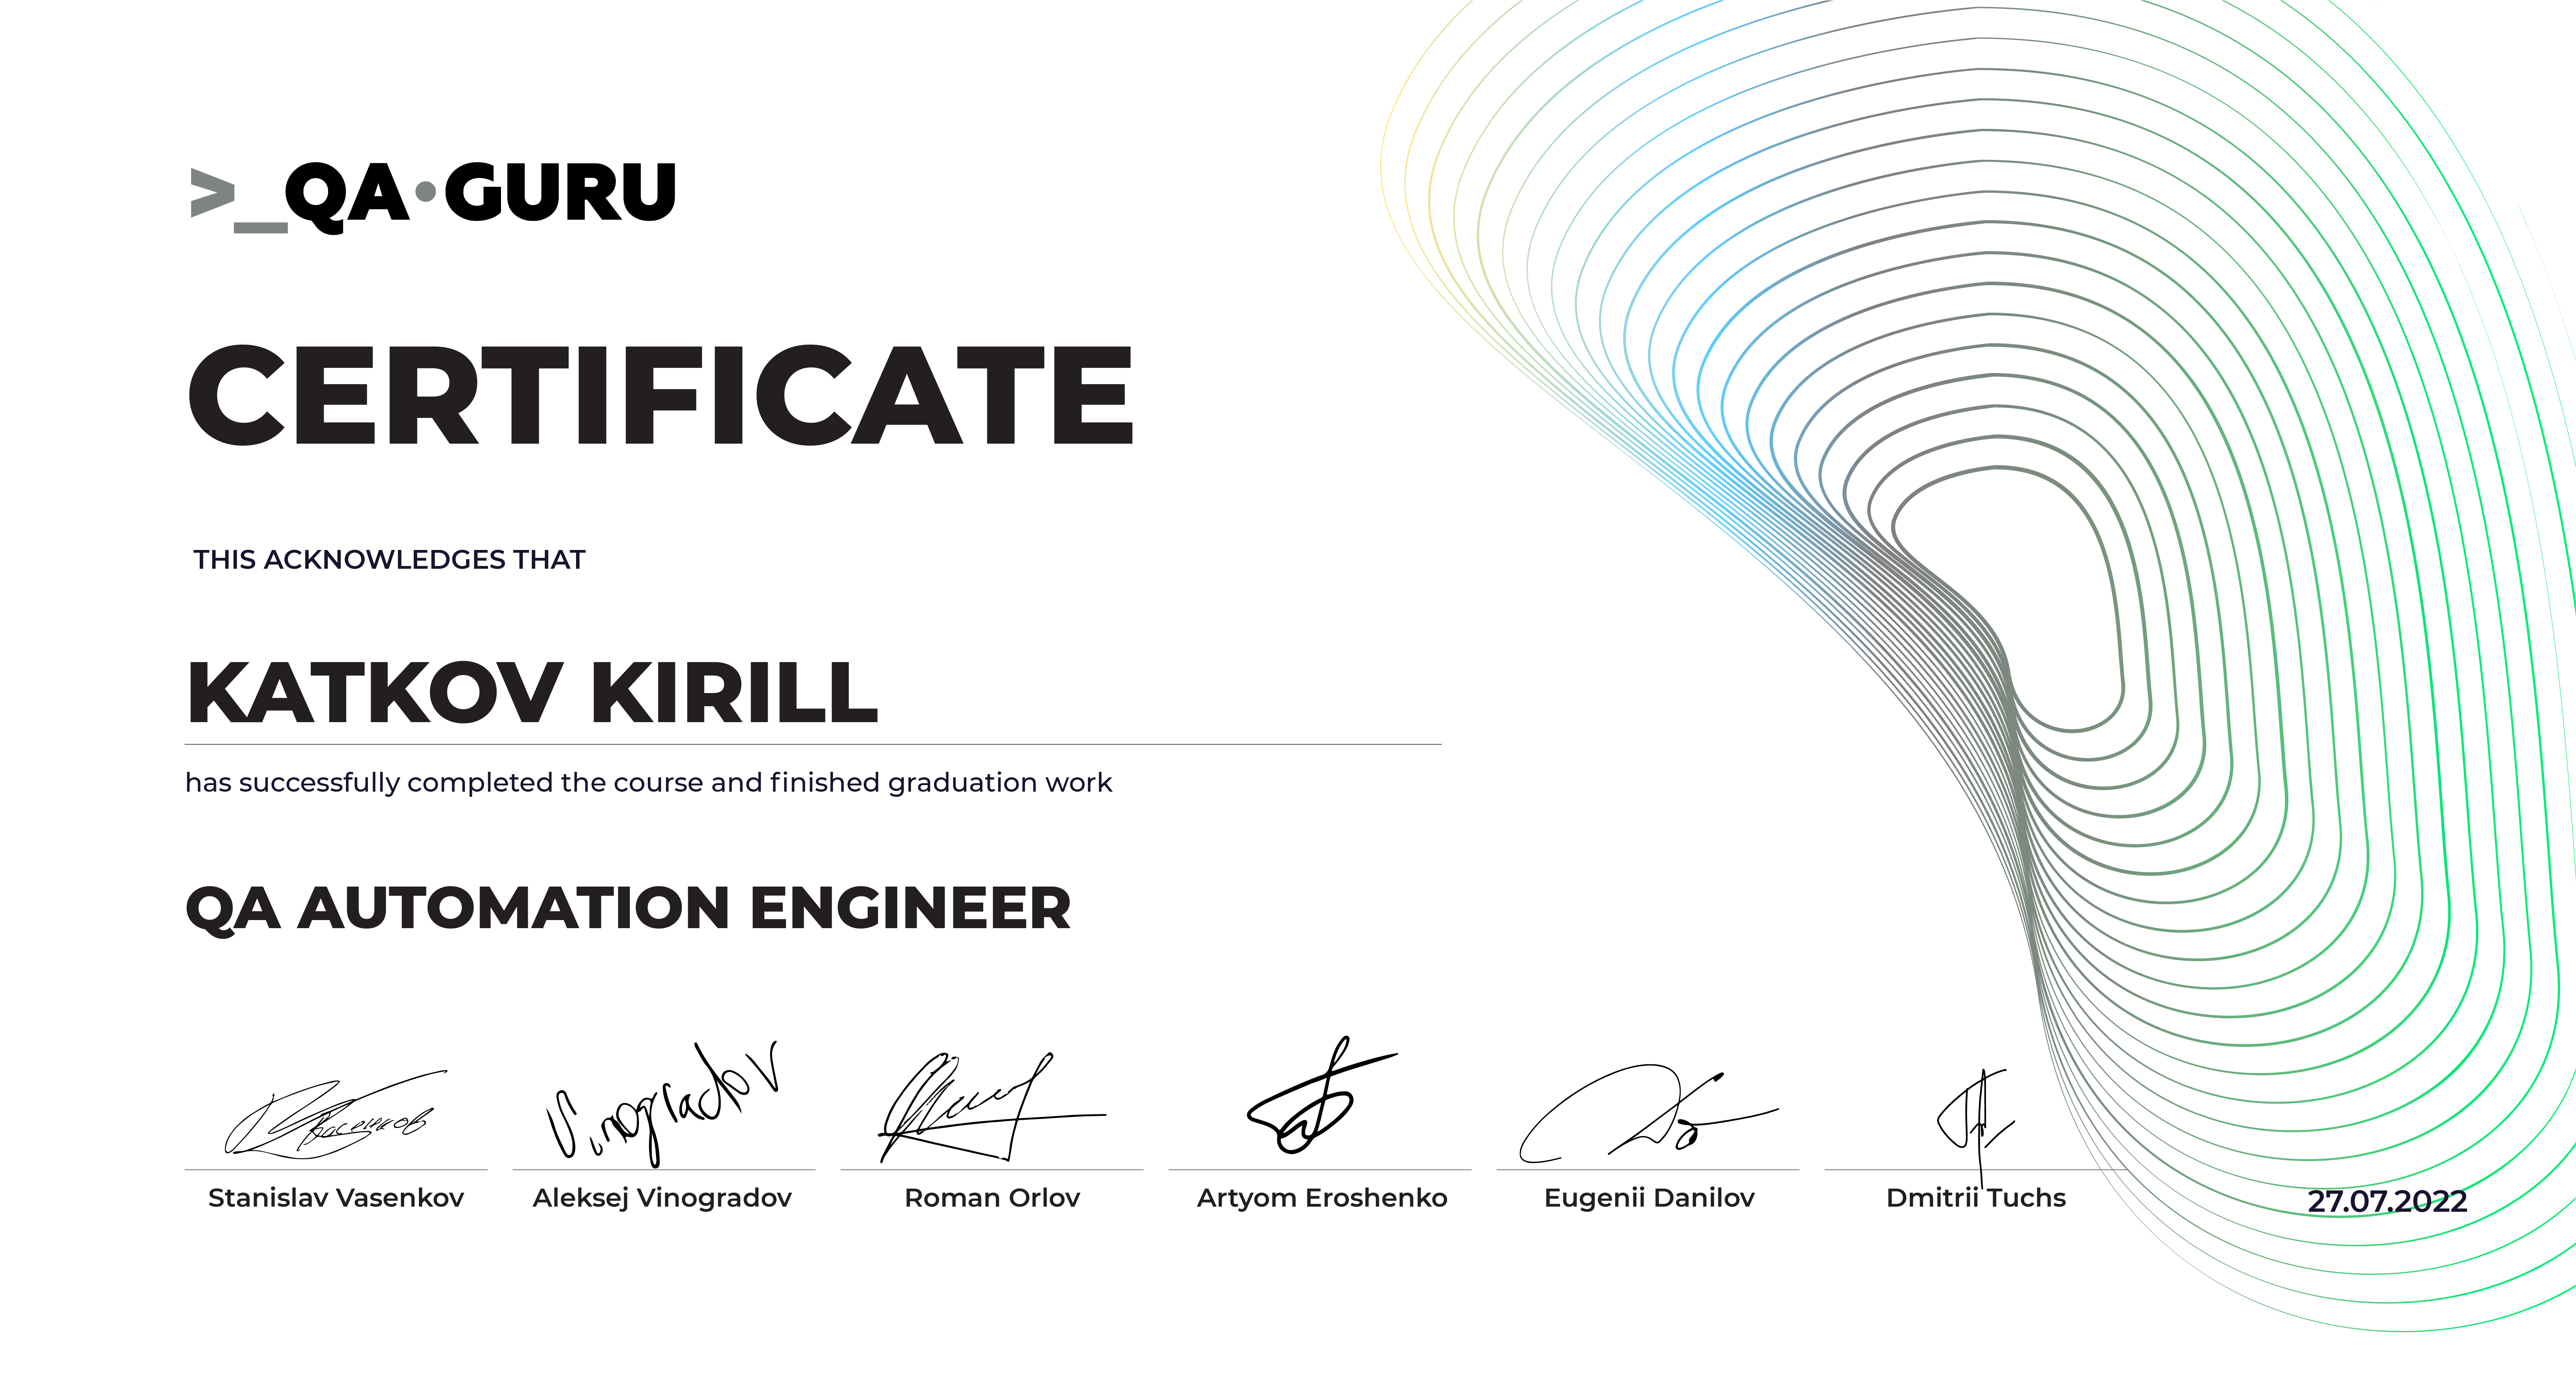 >_QA•GURU
CERTIFICATE
THIS ACKNOWLEDGES THAT
KATKOV KIRILL
has successfully completed the course and finished graduation work
QA AUTOMATION ENGINEER
Vinogradov
Stanislav Vasenkov
Aleksej Vinogradov
Roman Orlov
Artyom Eroshenko
Eugenii Danilov
Dmitrii Tuchs
27.07.2022